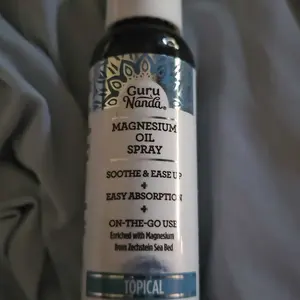 Guru
Nanda®
MAGNESIUM
OIL
SPRAY
SOOTHE & EASE UP
+
EASY ABSORPTION
+
ON-THE-GO USE
Enriched with Magnesium
from Zechstein Sea Bed
TOPICAL